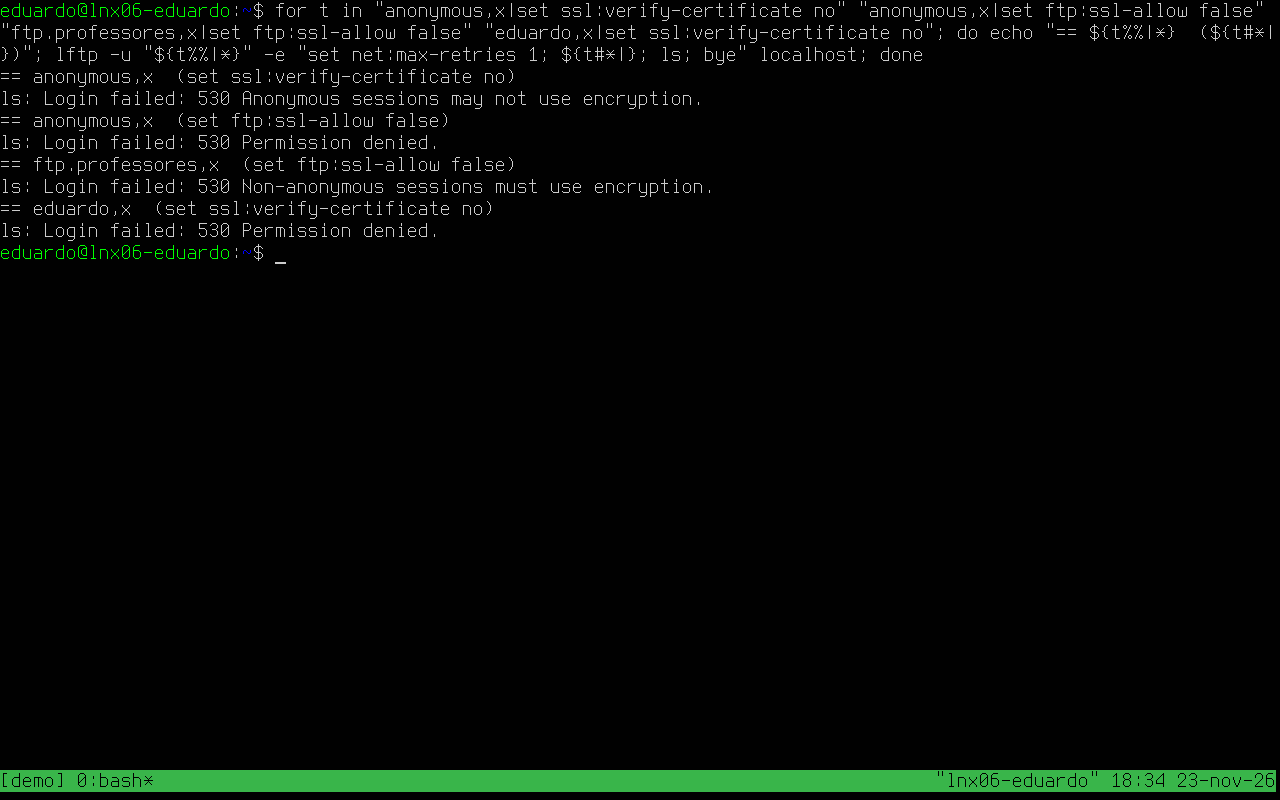 eduardo@lnx06-eduardo:~$ for t in "anonymous,x|set ssl:verify-certificate no" "anonymous,x|set ftp:ssl-allow false"
"ftp.professores,x|set ftp:ssl-allow false" "eduardo,x|set ssl:verify-certificate no"; do echo "== ${t%%|*}  (${t#*|
})"; lftp -u "${t%%|*}" -e "set net:max-retries 1; ${t#*|}; ls; bye" localhost; done
== anonymous,x  (set ssl:verify-certificate no)
ls: Login failed: 530 Anonymous sessions may not use encryption.
== anonymous,x  (set ftp:ssl-allow false)
ls: Login failed: 530 Permission denied.
== ftp.professores,x  (set ftp:ssl-allow false)
ls: Login failed: 530 Non-anonymous sessions must use encryption.
== eduardo,x  (set ssl:verify-certificate no)
ls: Login failed: 530 Permission denied.
eduardo@lnx06-eduardo:~$ _
[demo] 0:bash* "lnx06-eduardo" 18:34 23-nov-26